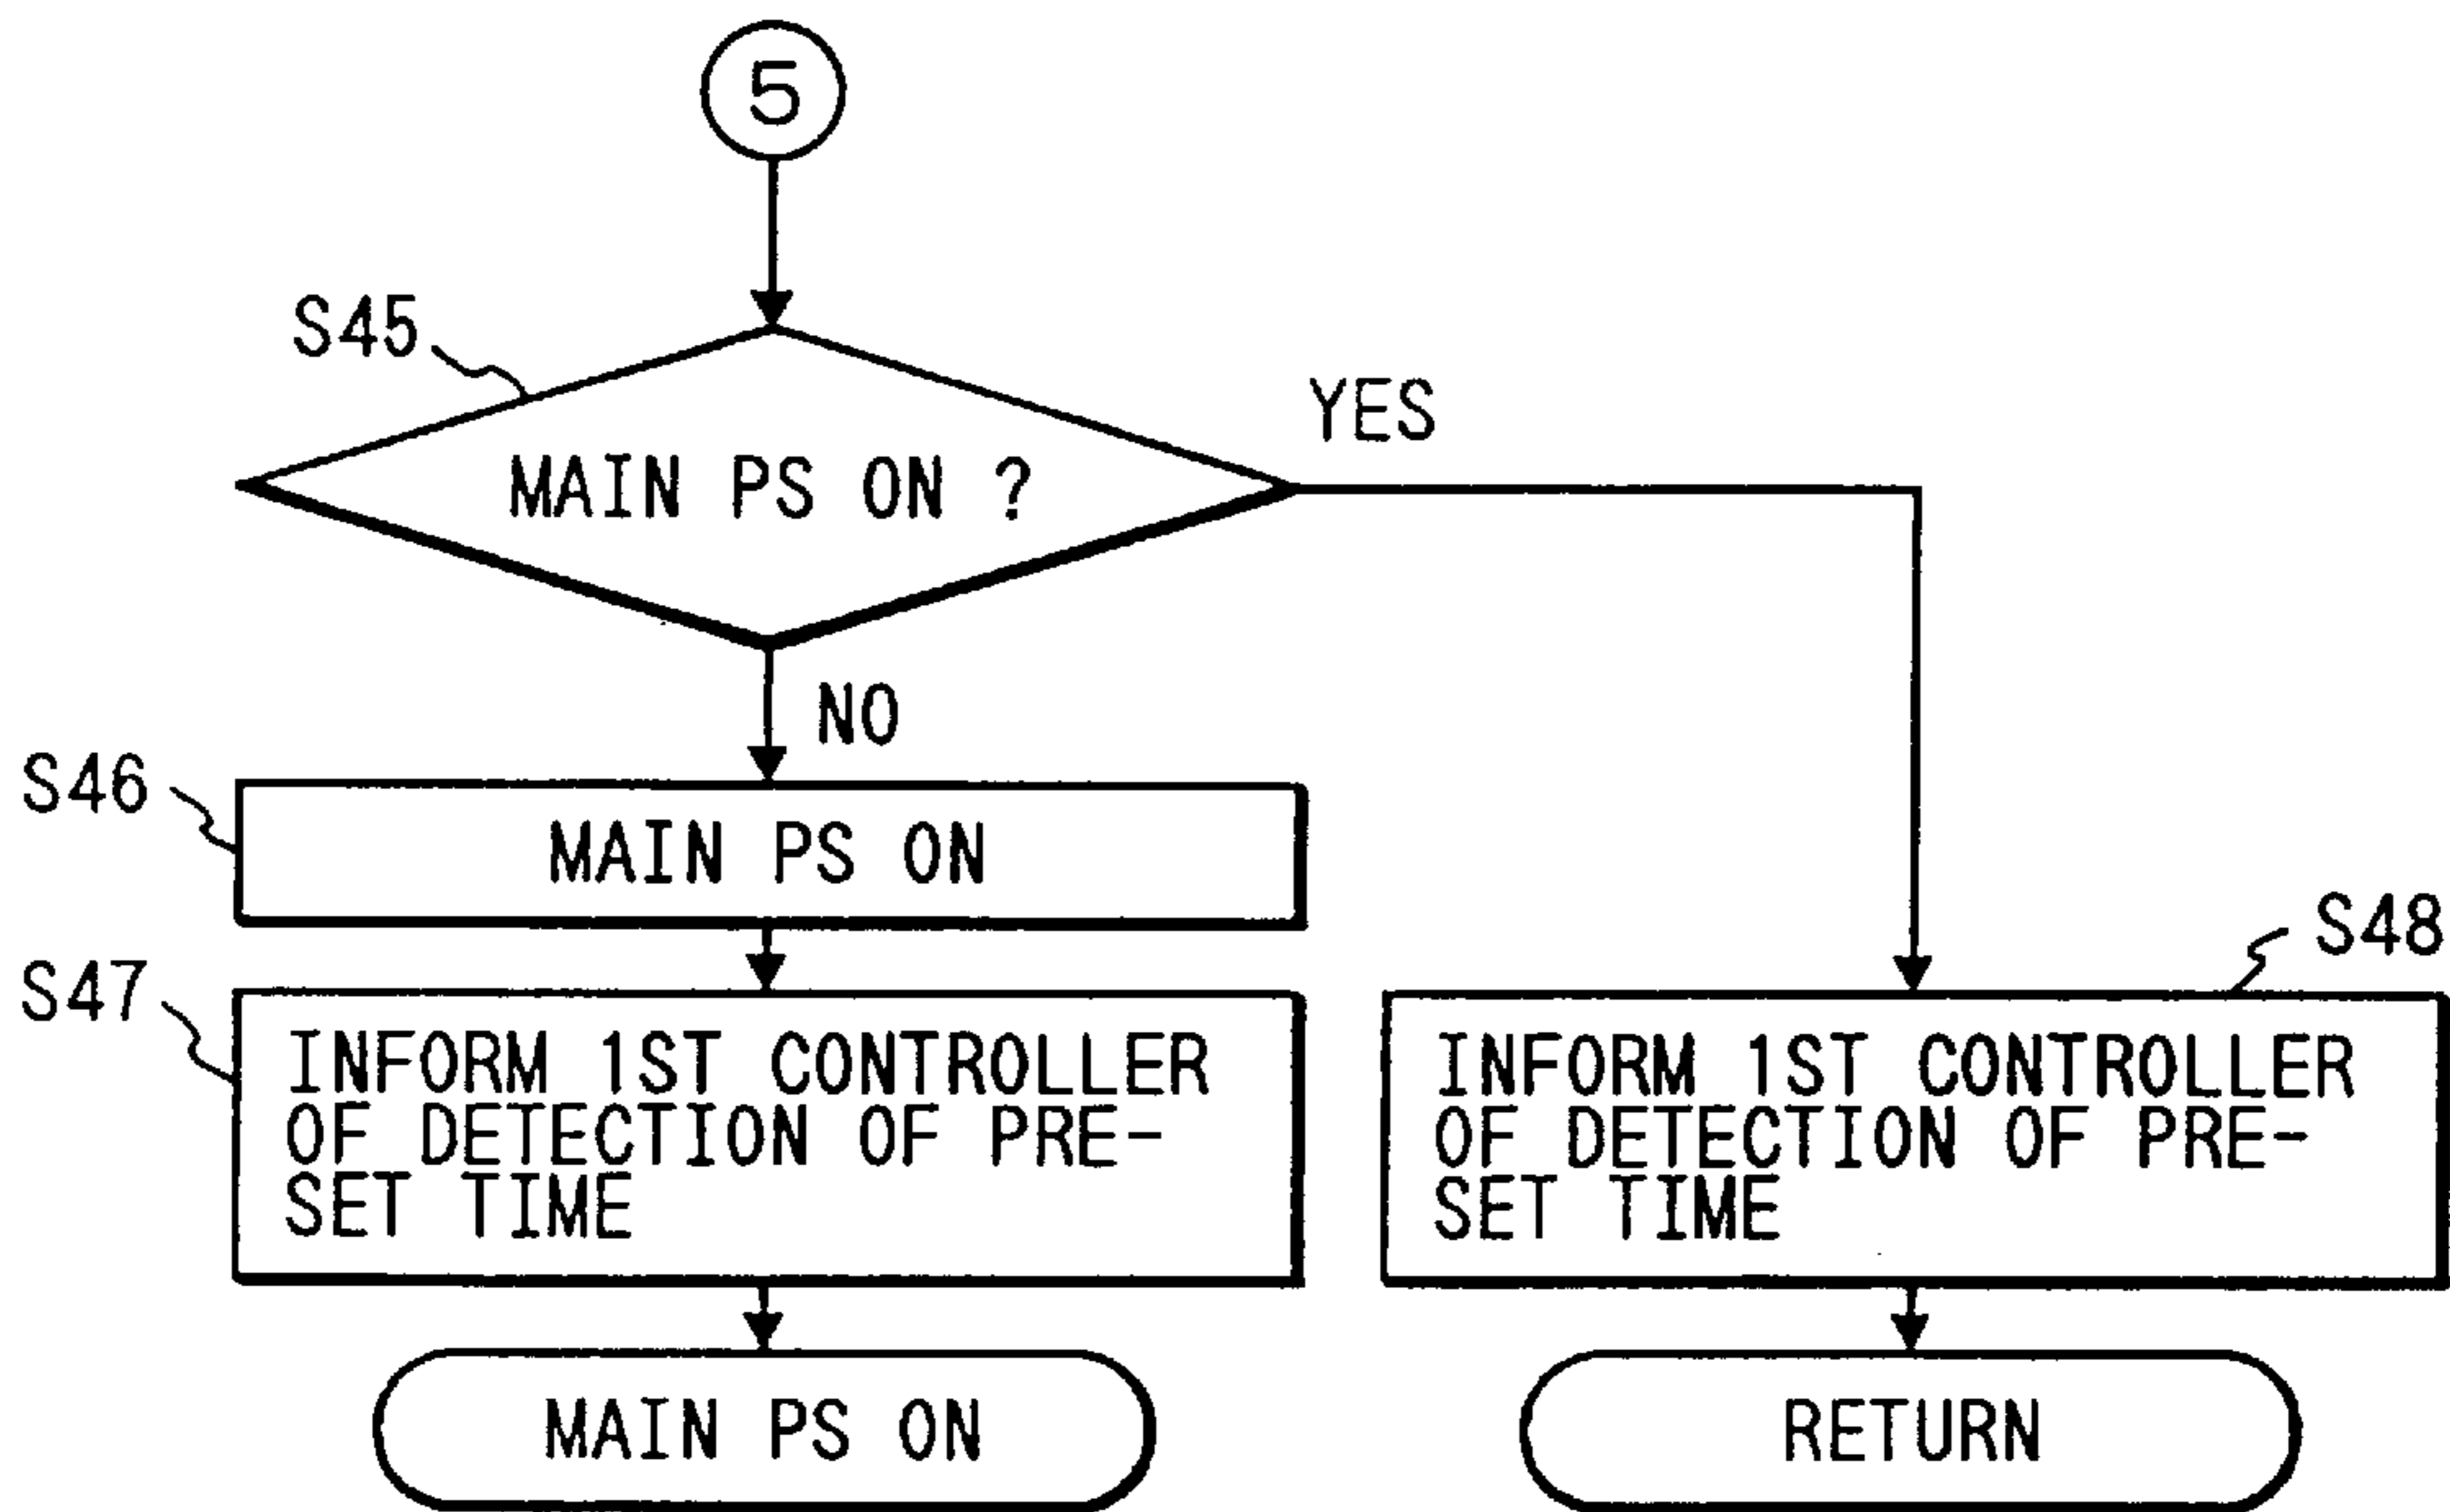 5
S45
YES
MAIN PS ON ?
NO
S46
MAIN PS ON
S47
INFORM 1ST CONTROLLER
OF DETECTION OF PRE-
SET TIME
S48
INFORM 1ST CONTROLLER
OF DETECTION OF PRE-
SET TIME
MAIN PS ON
RETURN